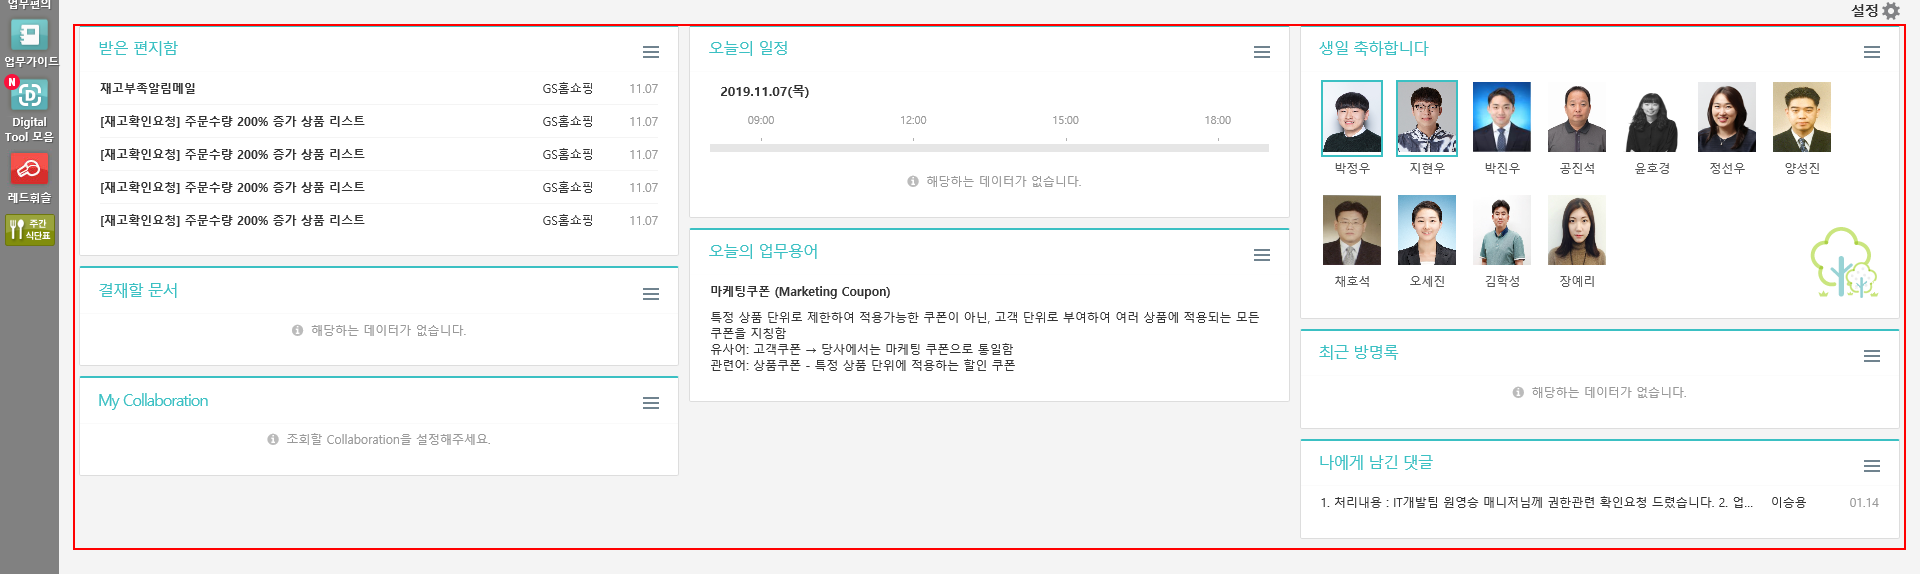 업무편의
업무가이드
N
D
Digital
Tool 모음
레드휘슬
주간
식단표
설정
받은 편지함
재고부족알림메일 GS홈쇼핑 11.07
[재고확인요청] 주문수량 200% 증가 상품 리스트 GS홈쇼핑 11.07
[재고확인요청] 주문수량 200% 증가 상품 리스트 GS홈쇼핑 11.07
[재고확인요청] 주문수량 200% 증가 상품 리스트 GS홈쇼핑 11.07
[재고확인요청] 주문수량 200% 증가 상품 리스트 GS홈쇼핑 11.07
결재할 문서
해당하는 데이터가 없습니다.
My Collaboration
조회할 Collaboration을 설정해주세요.
오늘의 일정
2019.11.07(목)
09:00 12:00 15:00 18:00
해당하는 데이터가 없습니다.
오늘의 업무용어
마케팅쿠폰 (Marketing Coupon)
특정 상품 단위로 제한하여 적용가능한 쿠폰이 아닌, 고객 단위로 부여하여 여러 상품에 적용되는 모든
쿠폰을 지칭함
유사어: 고객쿠폰 → 당사에서는 마케팅 쿠폰으로 통일함
관련어: 상품쿠폰 - 특정 상품 단위에 적용하는 할인 쿠폰
생일 축하합니다
박정우 지현우 박진우 공진석 윤호경 정선우 양성진
채호석 오세진 김학성 장예리
최근 방명록
해당하는 데이터가 없습니다.
나에게 남긴 댓글
1. 처리내용 : IT개발팀 원영승 매니저님께 권한관련 확인요청 드렸습니다. 2. 업... 이승용 01.14